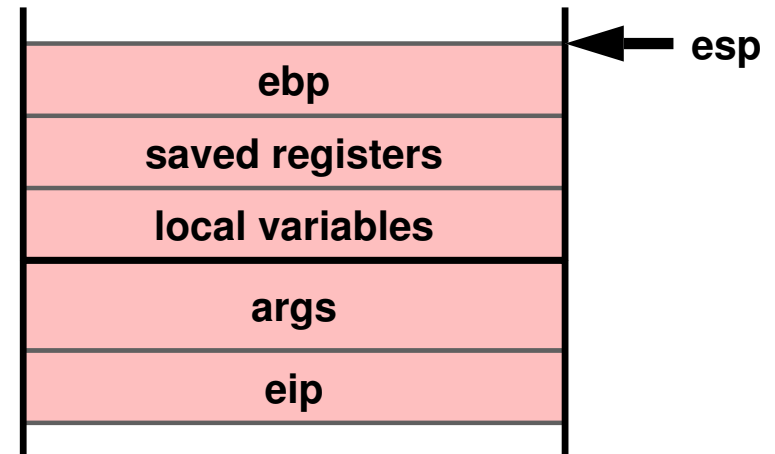 esp
ebp
saved registers
local variables
args
eip